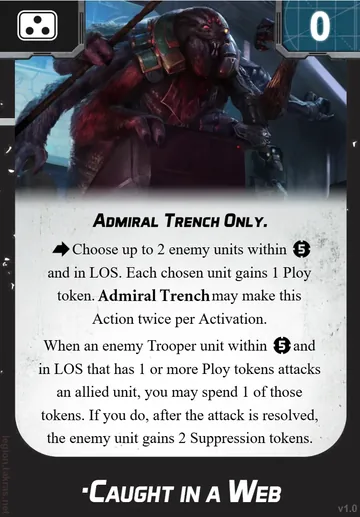 0
ADMIRAL TRENCH ONLY.
Choose up to 2 enemy units within 5
and in LOS. Each chosen unit gains 1 Ploy
token. Admiral Trench may make this
Action twice per Activation.
When an enemy Trooper unit within 5 and
in LOS that has 1 or more Ploy tokens attacks
an allied unit, you may spend 1 of those
tokens. If you do, after the attack is resolved,
the enemy unit gains 2 Suppression tokens.
•CAUGHT IN A WEB
v1.0